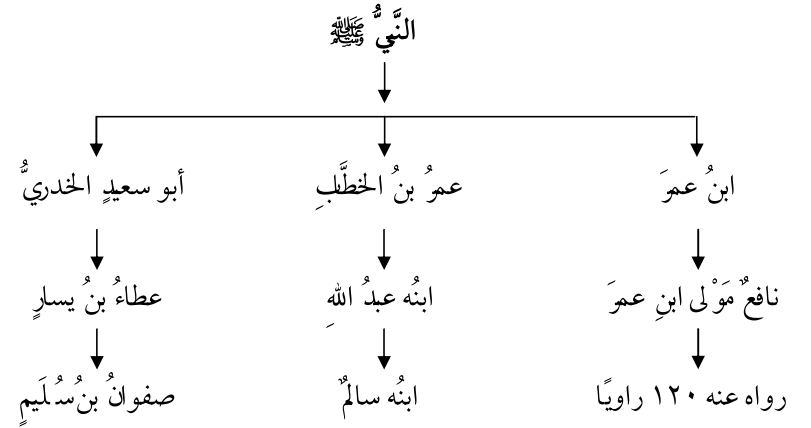 النَّبيُّ ﷺ
ابنُ عمرَ
عمرُ بنُ الخطَّابِ
أبو سعيدٍ الخدريُّ
نافعٌ مَوْلى ابنِ عمرَ
ابنُه عبدُ اللهِ
عطاءُ بنُ يسارٍ
رواه عنه ١٢٠ راويًا
ابنُه سالمٌ
صفوانُ بنُ سُلَيمٍ